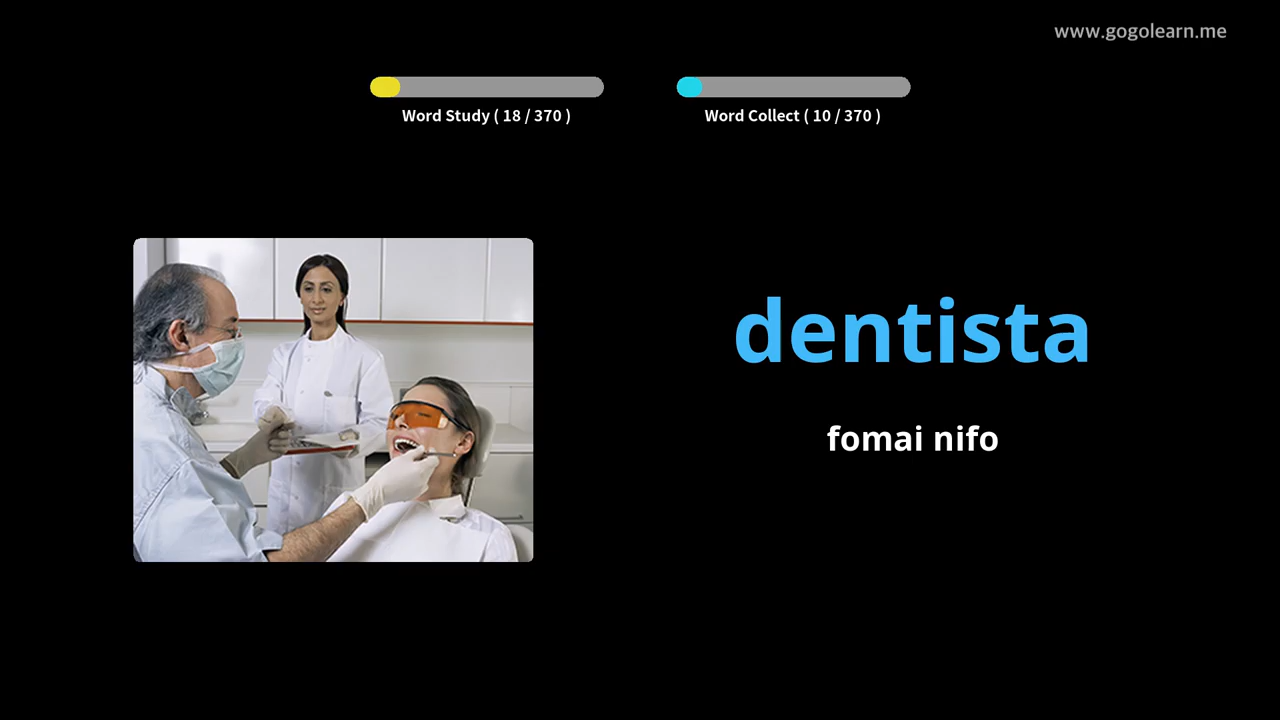 www.gogolearn.me
Word Study ( 18 / 370 )
Word Collect ( 10 / 370 )
dentista
fomai nifo